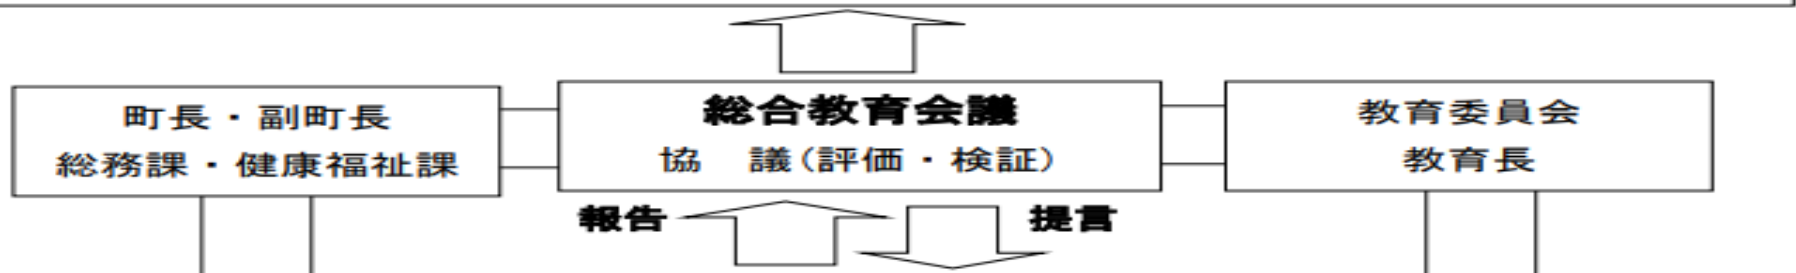 町長・副町長
総務課・健康福祉課
総合教育会議
協　議(評価・検証)
教育委員会
教育長
報告
提言